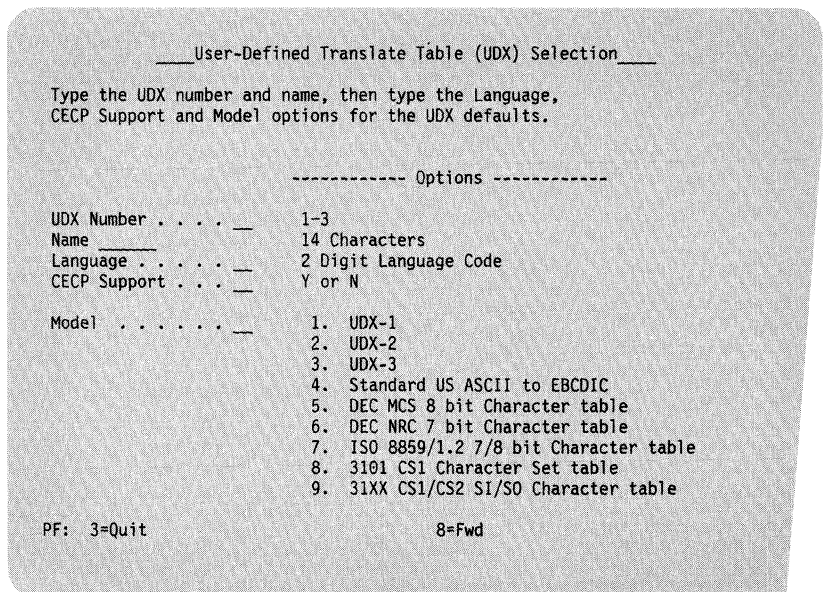 ____User-Defined Translate Table (UDX) Selection____
Type the UDX number and name, then type the Language,
CECP Support and Model options for the UDX defaults.
------------ Options ------------
UDX Number . . . . __ 1-3
Name ______ 14 Characters
Language . . . . . __ 2 Digit Language Code
CECP Support . . . __ Y or N
Model . . . . . . __ 1. UDX-1
2. UDX-2
3. UDX-3
4. Standard US ASCII to EBCDIC
5. DEC MCS 8 bit Character table
6. DEC NRC 7 bit Character table
7. ISO 8859/1.2 7/8 bit Character table
8. 3101 CS1 Character Set table
9. 31XX CS1/CS2 SI/SO Character table
PF: 3=Quit 8=Fwd